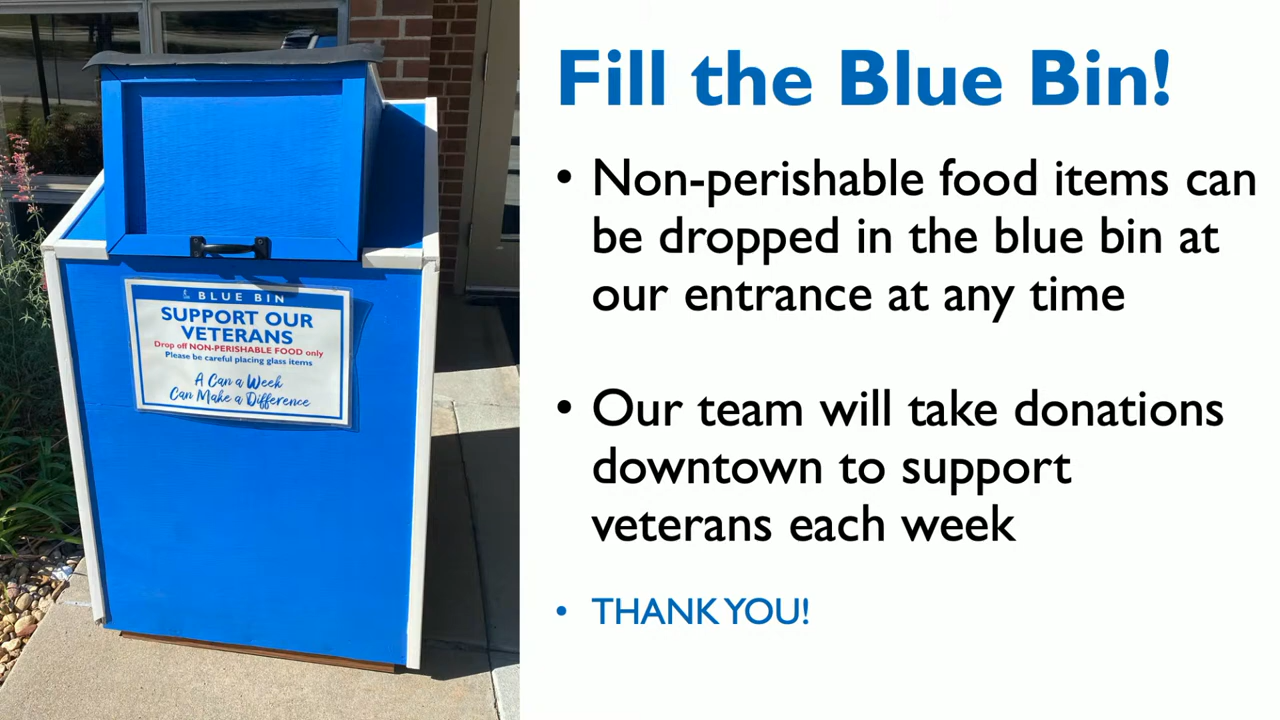 BLUE BIN
SUPPORT OUR
VETERANS
Drop off NON-PERISHABLE FOOD only
Please be careful placing glass items
A Can a Week
Can Make a Difference
Fill the Blue Bin!
• Non-perishable food items can
be dropped in the blue bin at
our entrance at any time
• Our team will take donations
downtown to support
veterans each week
• THANK YOU!